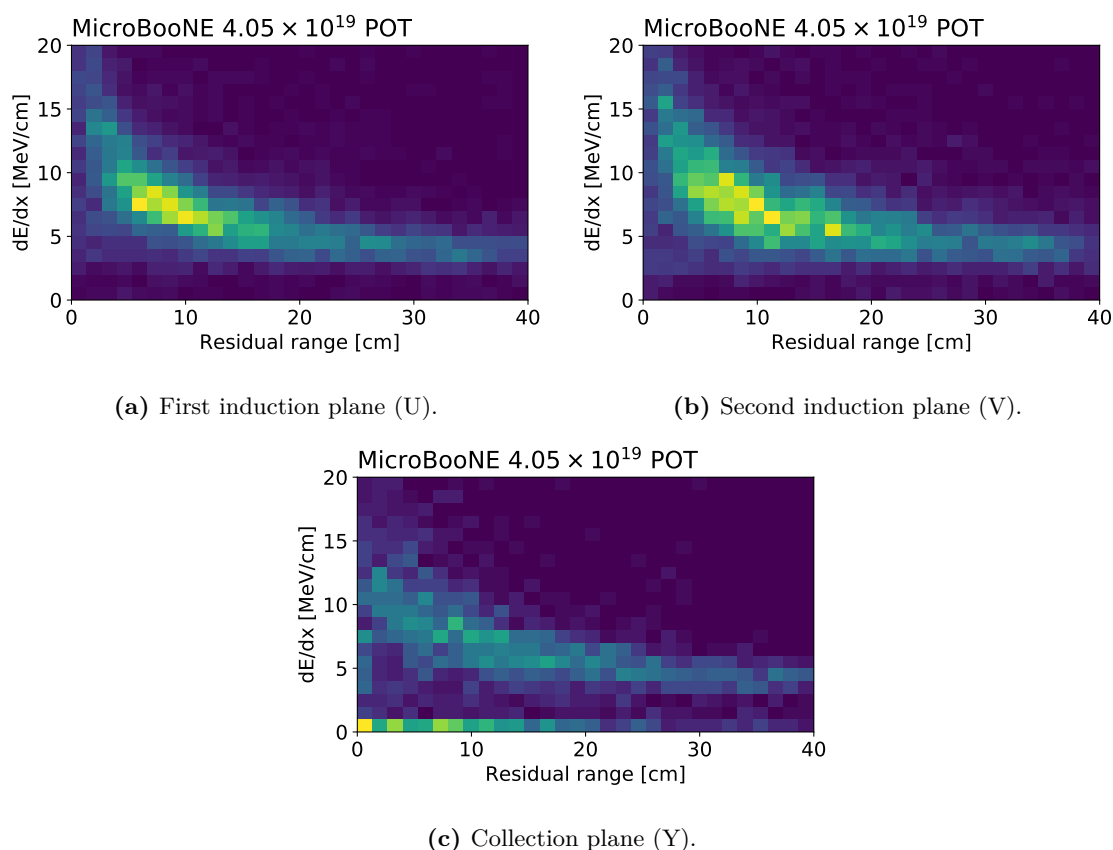 MicroBooNE 4.05 × 10^19 POT
20
15
10
5
0
dE/dx [MeV/cm]
0 10 20 30 40
Residual range [cm]
(a) First induction plane (U).
MicroBooNE 4.05 × 10^19 POT
20
15
10
5
0
dE/dx [MeV/cm]
0 10 20 30 40
Residual range [cm]
(b) Second induction plane (V).
MicroBooNE 4.05 × 10^19 POT
20
15
10
5
0
dE/dx [MeV/cm]
0 10 20 30 40
Residual range [cm]
(c) Collection plane (Y).